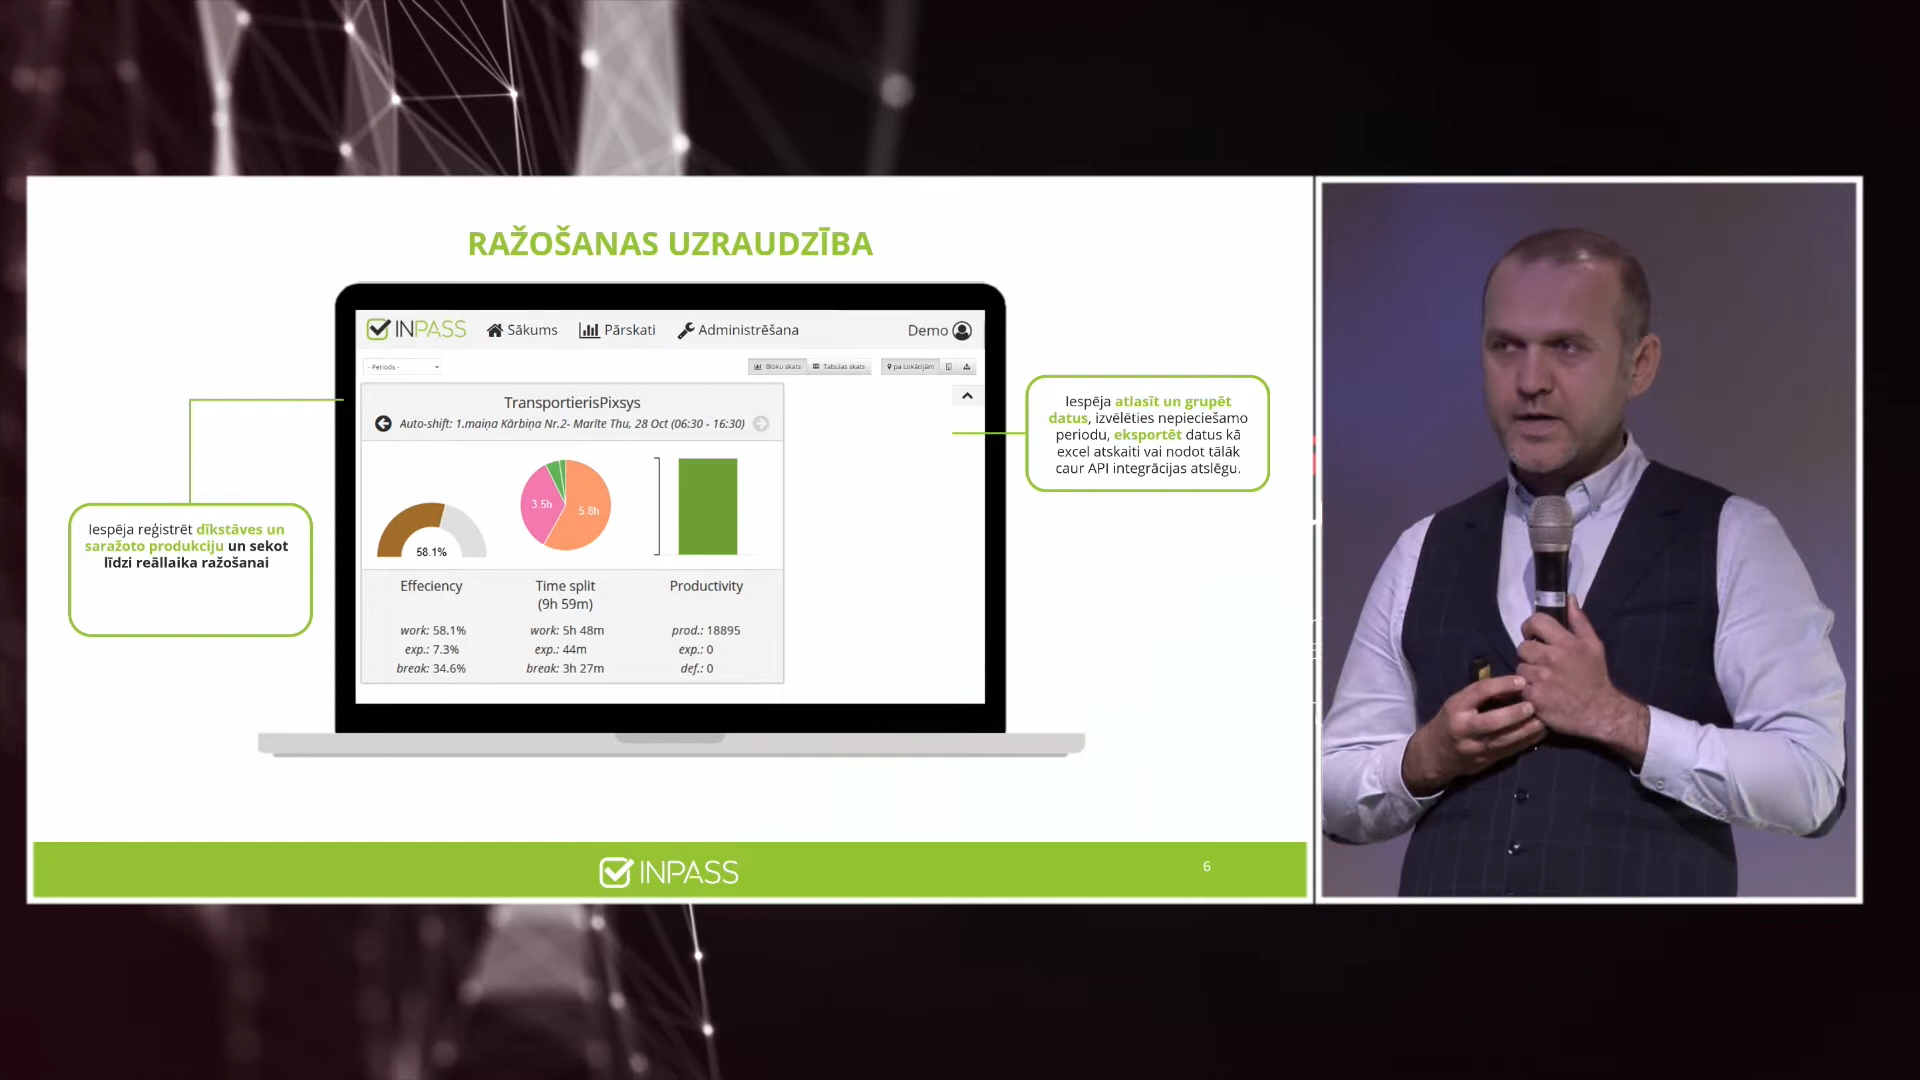 RAŽOŠANAS UZRAUDZĪBA
INPASS
Sākums
Pārskati
Administrēšana
Demo
- Periods -
Bloku skats
Tabulas skats
pa Lokācijām
TransportierisPixsys
Auto-shift: 1.maiņa Kārbiņa Nr.2- Marīte Thu, 28 Oct (06:30 - 16:30)
58.1%
3.5h
5.8h
Effeciency
work: 58.1%
exp.: 7.3%
break: 34.6%
Time split
(9h 59m)
work: 5h 48m
exp.: 44m
break: 3h 27m
Productivity
prod.: 18895
exp.: 0
def.: 0
Iespēja reģistrēt dīkstāves un
saražoto produkciju un sekot
līdzi reāllaika ražošanai
Iespēja atlasīt un grupēt
datus, izvēlēties nepieciešamo
periodu, eksportēt datus kā
excel atskaiti vai nodot tālāk
caur API integrācijas atslēgu.
INPASS
6